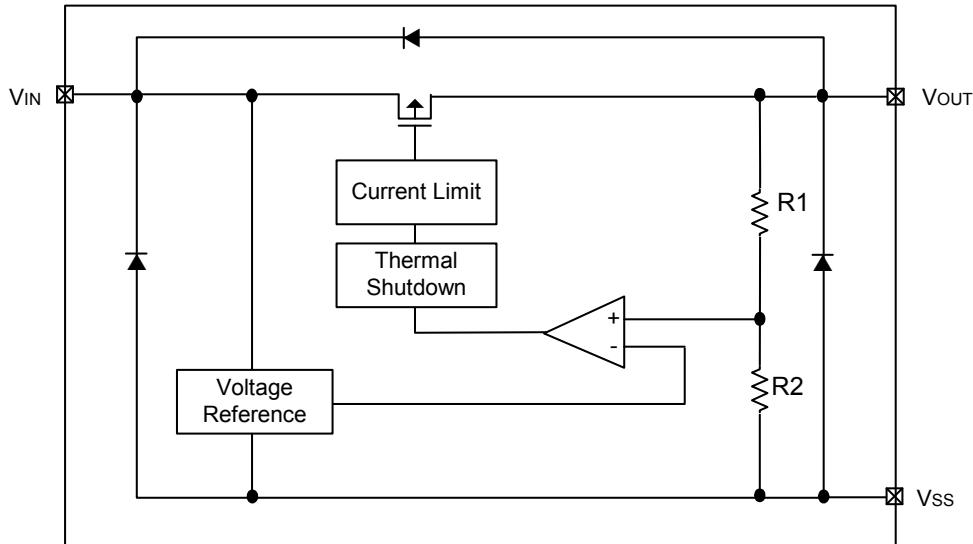 VIN
VOUT
Current Limit
R1
Thermal
Shutdown
+
-
R2
Voltage
Reference
VSS